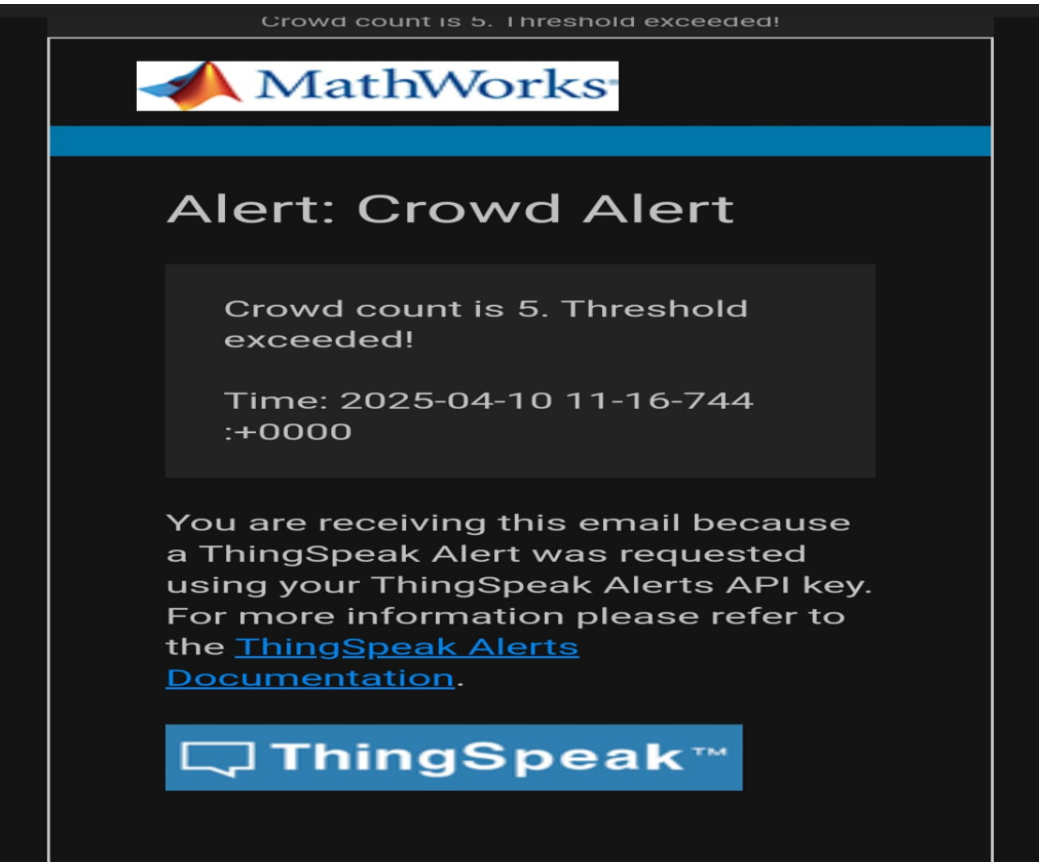 Crowd count is 5. Threshold exceeded!
MathWorks®
Alert: Crowd Alert
Crowd count is 5. Threshold
exceeded!
Time: 2025-04-10 11-16-744
:+0000
You are receiving this email because
a ThingSpeak Alert was requested
using your ThingSpeak Alerts API key.
For more information please refer to
the ThingSpeak Alerts
Documentation.
ThingSpeak™